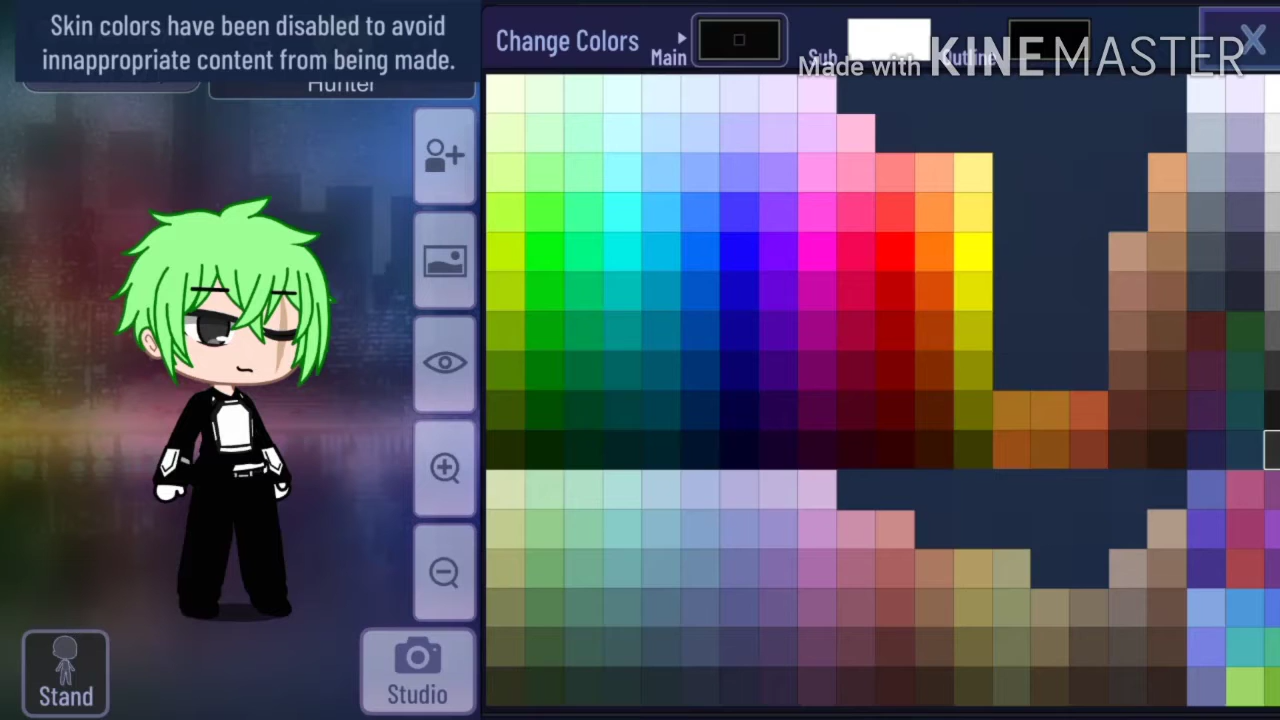 Skin colors have been disabled to avoid
innappropriate content from being made.
Hunter
Change Colors
Main
Sub
Outline
Made with KINEMASTER
X
Stand
Studio